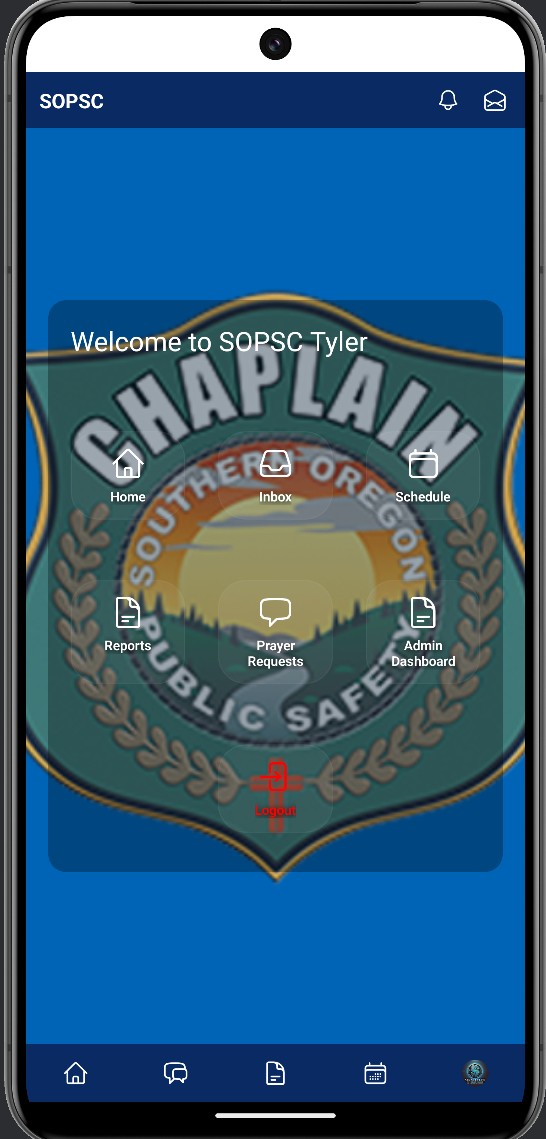 SOPSC
Welcome to SOPSC Tyler
CHAPLAIN
SOUTHERN OREGON
Home
Inbox
Schedule
Reports
Prayer
Requests
Admin
Dashboard
PUBLIC SAFETY
Logout